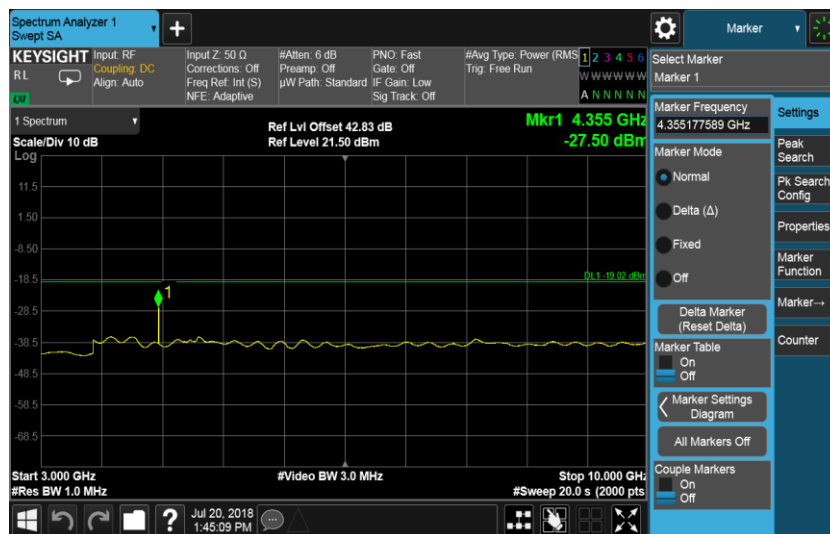 Spectrum Analyzer 1
Swept SA
+
Marker
KEYSIGHT
RL
LXI
Input: RF
Coupling: DC
Align: Auto
Input Z: 50 Ω
Corrections: Off
Freq Ref: Int (S)
NFE: Adaptive
#Atten: 6 dB
Preamp: Off
µW Path: Standard
PNO: Fast
Gate: Off
IF Gain: Low
Sig Track: Off
#Avg Type: Power (RMS
Trig: Free Run
1 2 3 4 5 6
W W W W W W
A N N N N N
Select Marker
Marker 1
1 Spectrum
Scale/Div 10 dB
Log
Ref Lvl Offset 42.83 dB
Ref Level 21.50 dBm
Mkr1 4.355 GHz
-27.50 dBm
11.5
1.50
-8.50
-18.5
-28.5
-38.5
-48.5
-58.5
-68.5
DL1 -19.02 dBm
1
Start 3.000 GHz
#Res BW 1.0 MHz
#Video BW 3.0 MHz
Stop 10.000 GHz
#Sweep 20.0 s (2000 pts
Marker Frequency
4.355177589 GHz
Marker Mode
Normal
Delta (Δ)
Fixed
Off
Delta Marker
(Reset Delta)
Marker Table
On
Off
Marker Settings
Diagram
All Markers Off
Couple Markers
On
Off
Settings
Peak
Search
Pk Search
Config
Properties
Marker
Function
Marker→
Counter
?
Jul 20, 2018
1:45:09 PM